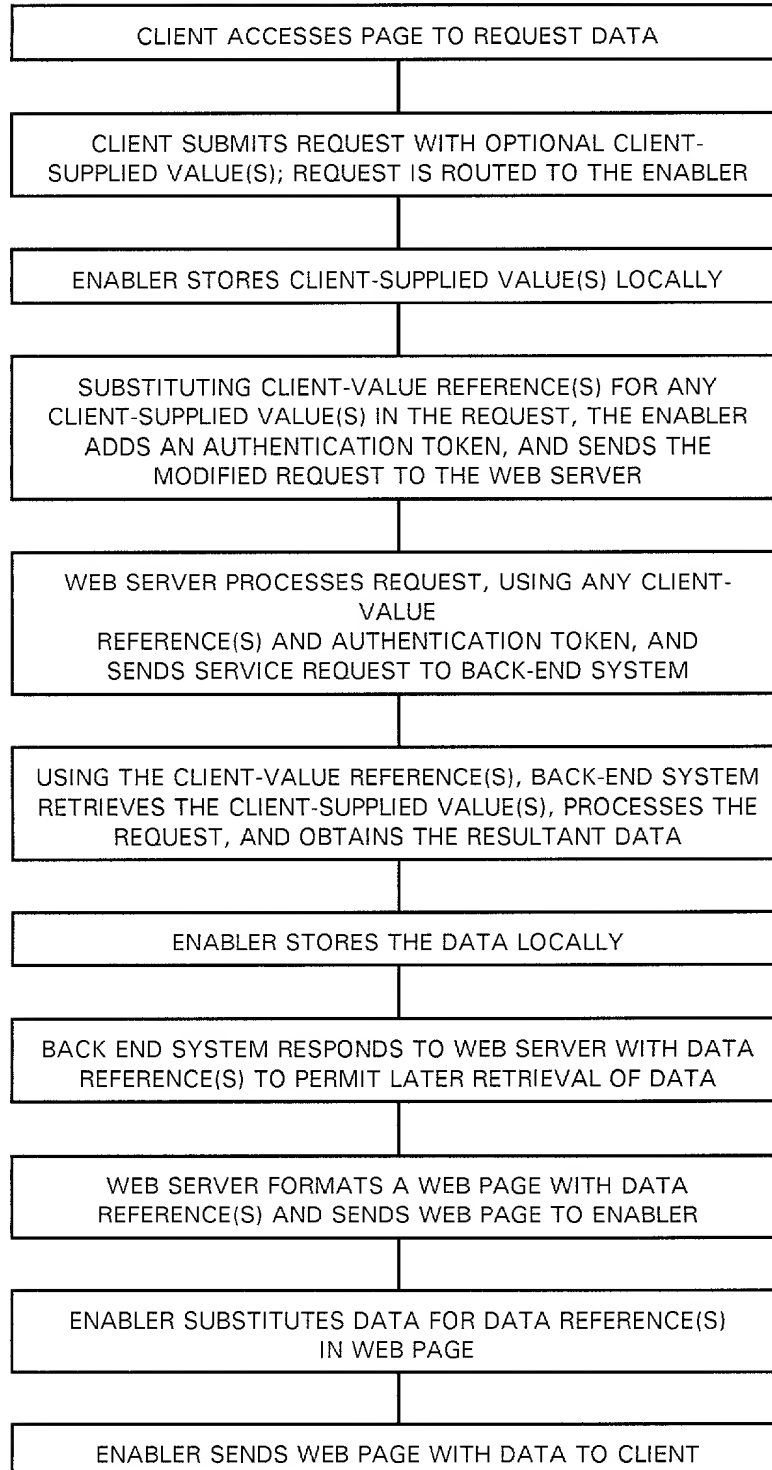 CLIENT ACCESSES PAGE TO REQUEST DATA
CLIENT SUBMITS REQUEST WITH OPTIONAL CLIENT-
SUPPLIED VALUE(S); REQUEST IS ROUTED TO THE ENABLER
ENABLER STORES CLIENT-SUPPLIED VALUE(S) LOCALLY
SUBSTITUTING CLIENT-VALUE REFERENCE(S) FOR ANY
CLIENT-SUPPLIED VALUE(S) IN THE REQUEST, THE ENABLER
ADDS AN AUTHENTICATION TOKEN, AND SENDS THE
MODIFIED REQUEST TO THE WEB SERVER
WEB SERVER PROCESSES REQUEST, USING ANY CLIENT-
VALUE
REFERENCE(S) AND AUTHENTICATION TOKEN, AND
SENDS SERVICE REQUEST TO BACK-END SYSTEM
USING THE CLIENT-VALUE REFERENCE(S), BACK-END SYSTEM
RETRIEVES THE CLIENT-SUPPLIED VALUE(S), PROCESSES THE
REQUEST, AND OBTAINS THE RESULTANT DATA
ENABLER STORES THE DATA LOCALLY
BACK END SYSTEM RESPONDS TO WEB SERVER WITH DATA
REFERENCE(S) TO PERMIT LATER RETRIEVAL OF DATA
WEB SERVER FORMATS A WEB PAGE WITH DATA
REFERENCE(S) AND SENDS WEB PAGE TO ENABLER
ENABLER SUBSTITUTES DATA FOR DATA REFERENCE(S)
IN WEB PAGE
ENABLER SENDS WEB PAGE WITH DATA TO CLIENT